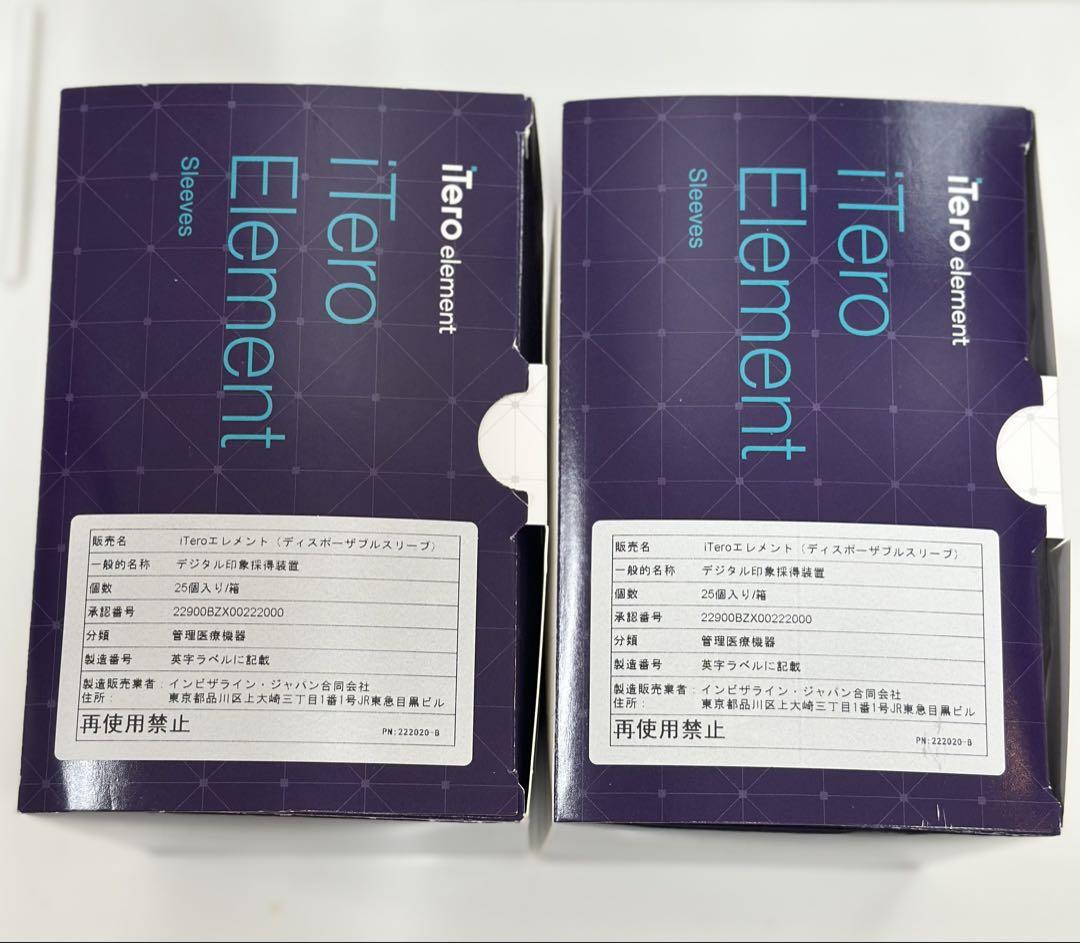 iTero element
iTero
Element
Sleeves
販売名 iTeroエレメント（ディスポーザブルスリーブ）
一般的名称 デジタル印象採得装置
個数 25個入り/箱
承認番号 22900BZX00222000
分類 管理医療機器
製造番号 英字ラベルに記載
製造販売業者：インビザライン・ジャパン合同会社
住所： 東京都品川区上大崎三丁目1番1号JR東急目黒ビル
再使用禁止 PN:222020-B
iTero element
iTero
Element
Sleeves
販売名 iTeroエレメント（ディスポーザブルスリーブ）
一般的名称 デジタル印象採得装置
個数 25個入り/箱
承認番号 22900BZX00222000
分類 管理医療機器
製造番号 英字ラベルに記載
製造販売業者：インビザライン・ジャパン合同会社
住所： 東京都品川区上大崎三丁目1番1号JR東急目黒ビル
再使用禁止 PN:222020-B